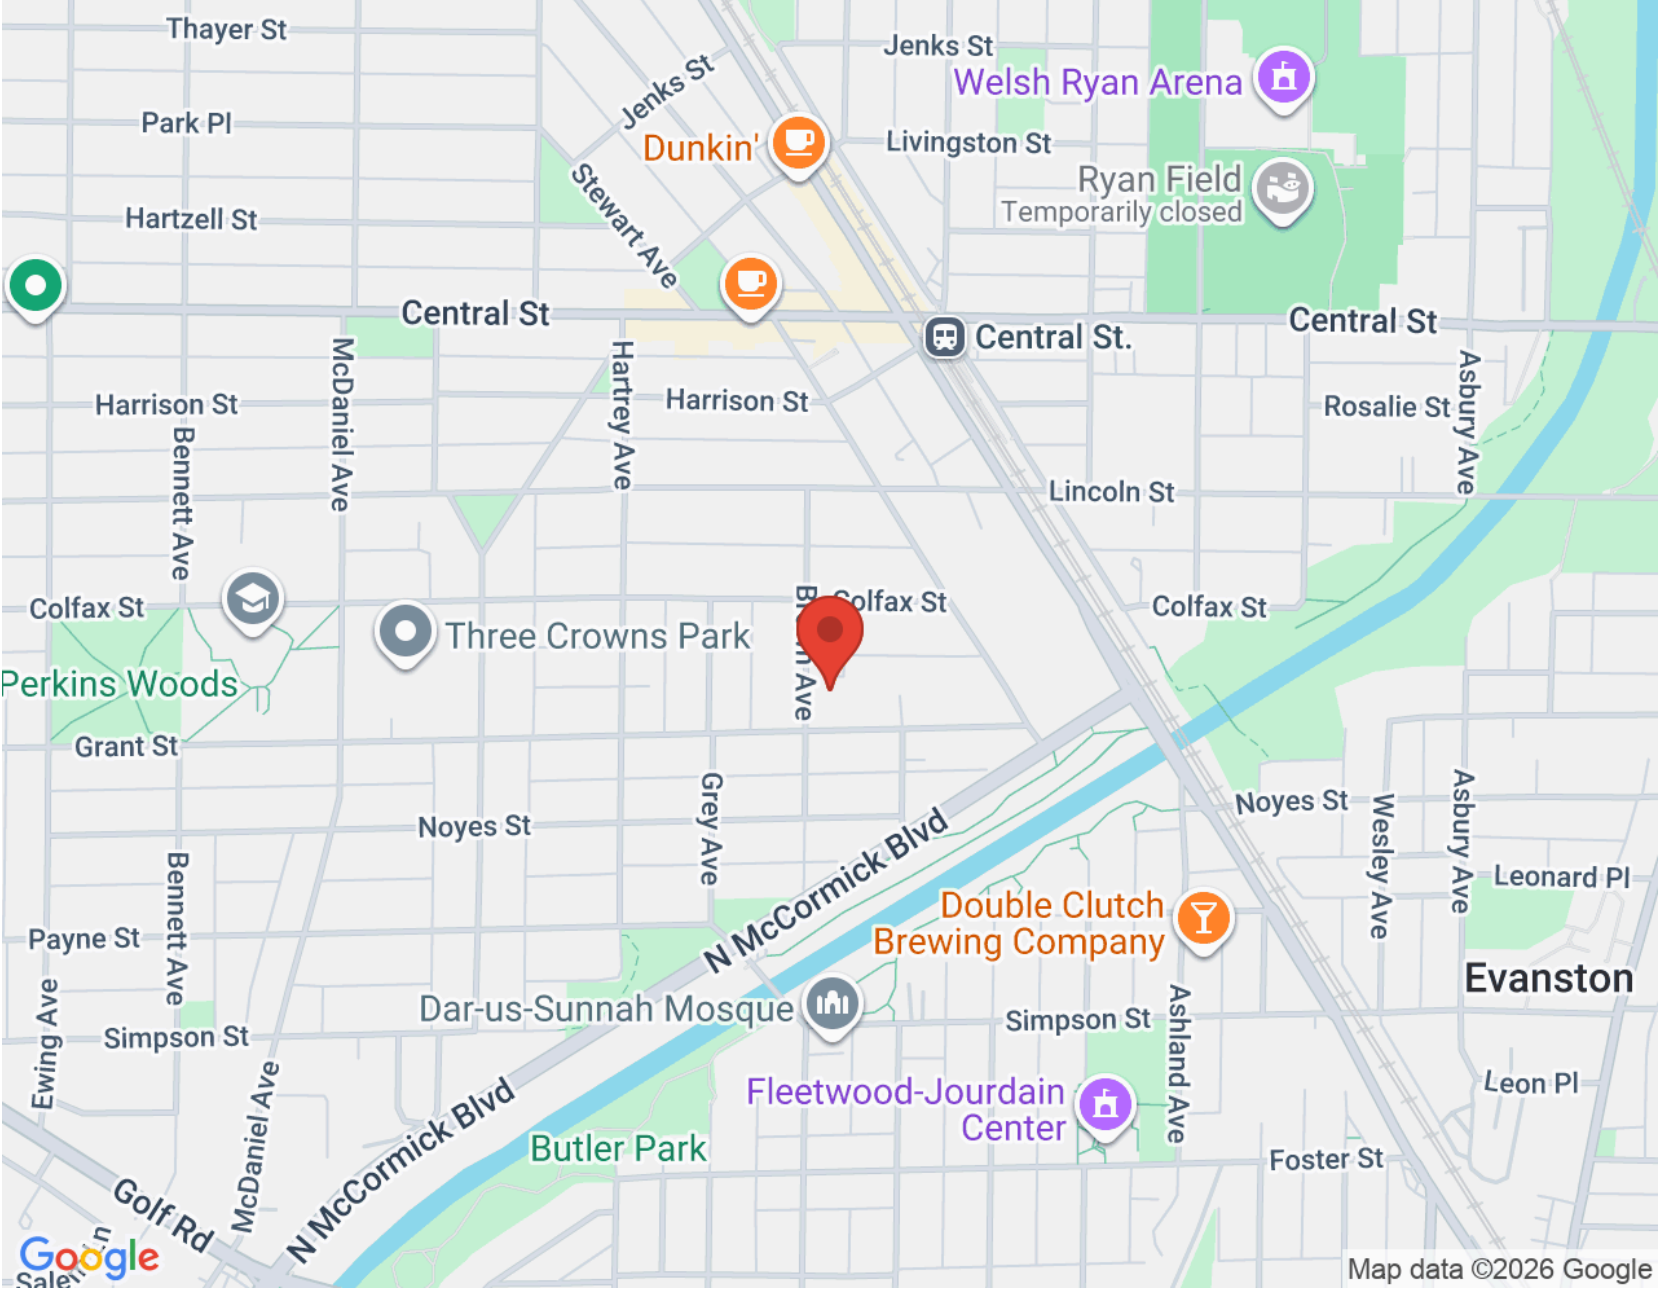 Thayer St
Jenks St
Jenks St
Welsh Ryan Arena
Park Pl
Dunkin'
Livingston St
Stewart Ave
Ryan Field
Temporarily closed
Hartzell St
Central St
Central St
Central St.
McDaniel Ave
Hartrey Ave
Asbury Ave
Harrison St
Harrison St
Rosalie St
Bennett Ave
Lincoln St
Colfax St
Colfax St
Colfax St
Three Crowns Park
Perkins Woods
Ave
Grant St
Grey Ave
Noyes St
Noyes St
Wesley Ave
Asbury Ave
N McCormick Blvd
Bennett Ave
Leonard Pl
Double Clutch
Brewing Company
Payne St
Evanston
Ewing Ave
Dar-us-Sunnah Mosque
Simpson St
Simpson St
Ashland Ave
McDaniel Ave
N McCormick Blvd
Fleetwood-Jourdain
Center
Leon Pl
Butler Park
Foster St
Golf Rd
Google
Map data ©2026 Google